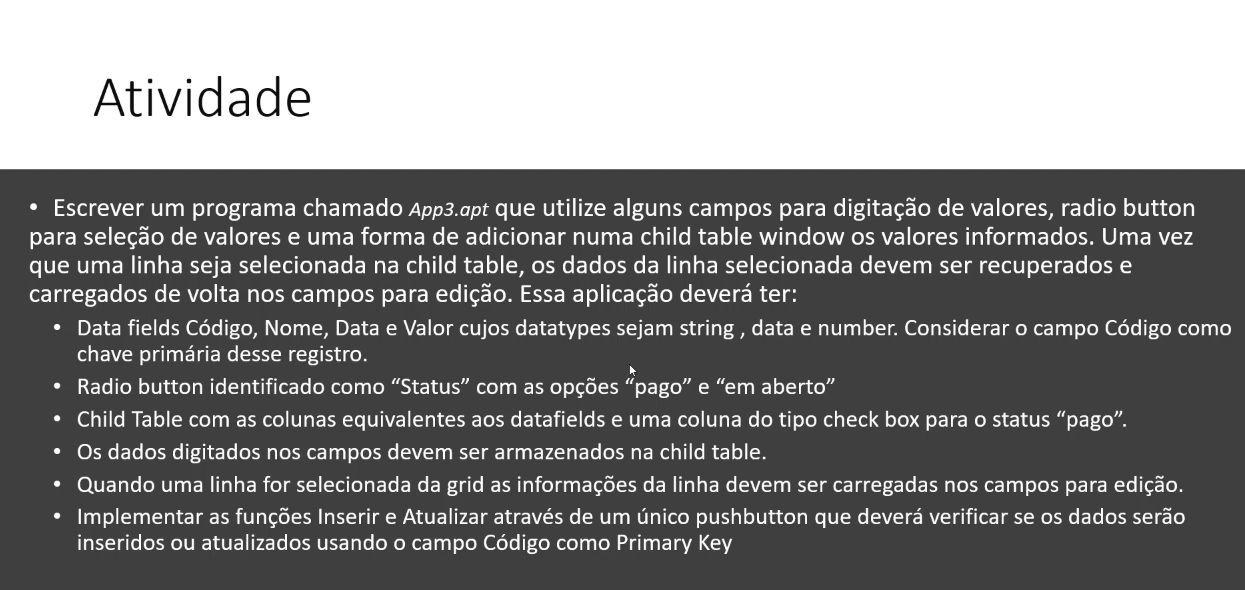 Atividade
• Escrever um programa chamado App3.apt que utilize alguns campos para digitação de valores, radio button
para seleção de valores e uma forma de adicionar numa child table window os valores informados. Uma vez
que uma linha seja selecionada na child table, os dados da linha selecionada devem ser recuperados e
carregados de volta nos campos para edição. Essa aplicação deverá ter:
• Data fields Código, Nome, Data e Valor cujos datatypes sejam string , data e number. Considerar o campo Código como
chave primária desse registro.
• Radio button identificado como “Status” com as opções “pago” e “em aberto”
• Child Table com as colunas equivalentes aos datafields e uma coluna do tipo check box para o status “pago”.
• Os dados digitados nos campos devem ser armazenados na child table.
• Quando uma linha for selecionada da grid as informações da linha devem ser carregadas nos campos para edição.
• Implementar as funções Inserir e Atualizar através de um único pushbutton que deverá verificar se os dados serão
inseridos ou atualizados usando o campo Código como Primary Key